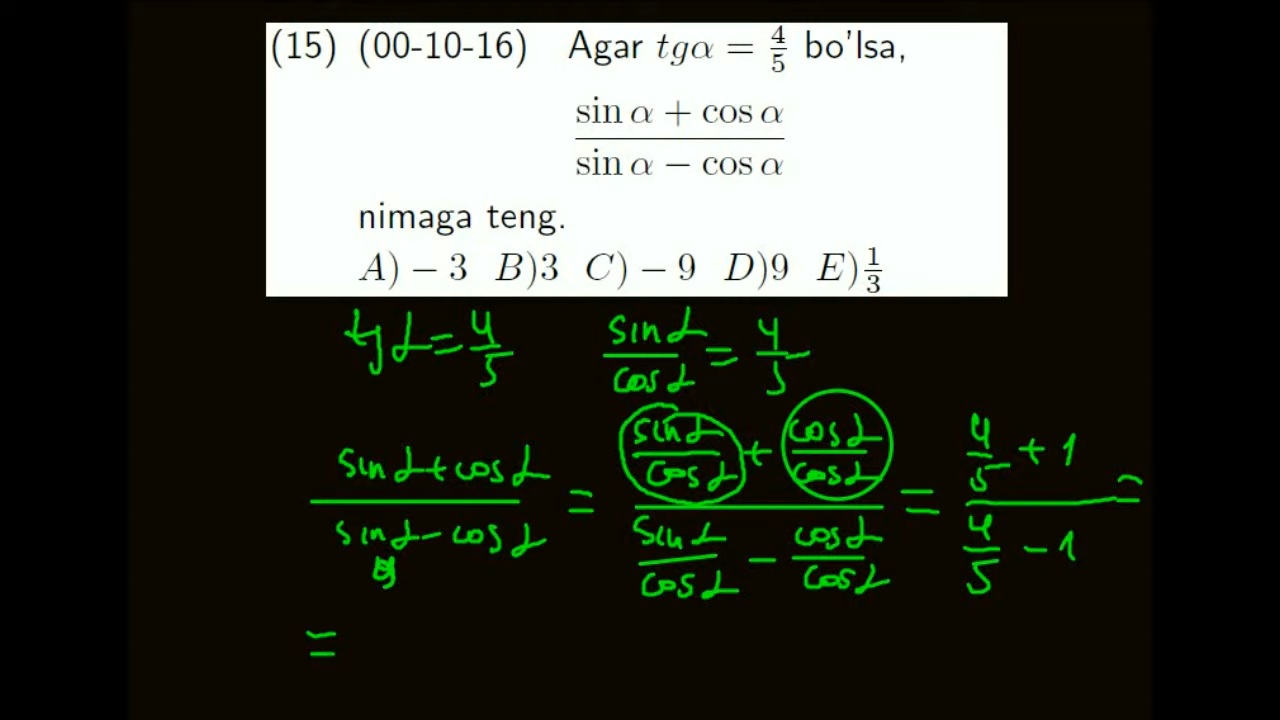 (15) (00-10-16) Agar tgα = 4/5 bo'lsa,
sin α + cos α
sin α − cos α
nimaga teng.
A) − 3 B)3 C) − 9 D)9 E) 1/3
tgα = 4/5 sinα/cosα = 4/5
(sinα + cosα)/(sinα − cosα) = (sinα/cosα + cosα/cosα)/(sinα/cosα − cosα/cosα) = (4/5 + 1)/(4/5 − 1) =
=